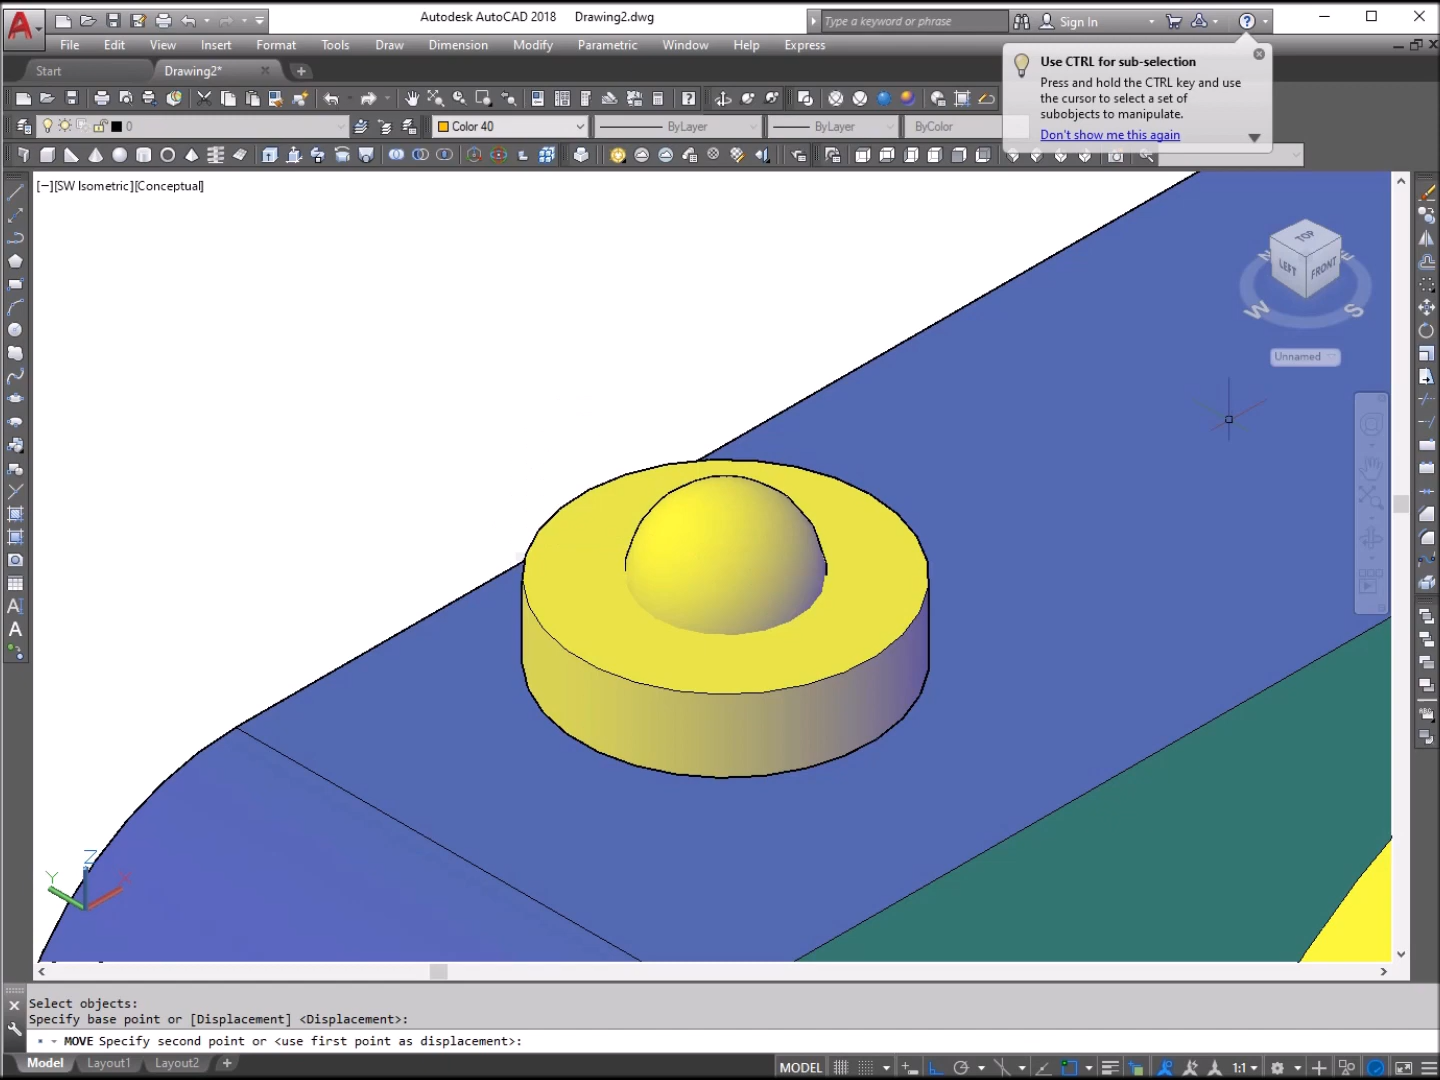 Autodesk AutoCAD 2018 Drawing2.dwg
Type a keyword or phrase
Sign In
File Edit View Insert Format Tools Draw Dimension Modify Parametric Window Help Express
Start Drawing2*
Use CTRL for sub-selection
Press and hold the CTRL key and use
the cursor to select a set of
subobjects to manipulate.
Don't show me this again
0
Color 40
ByLayer
ByLayer
ByColor
[−][SW Isometric][Conceptual]
TOP
LEFT
FRONT
W
S
Unnamed
Z
Y
X
A
A
Select objects:
Specify base point or [Displacement] <Displacement>:
MOVE Specify second point or <use first point as displacement>:
Model Layout1 Layout2
MODEL
1:1